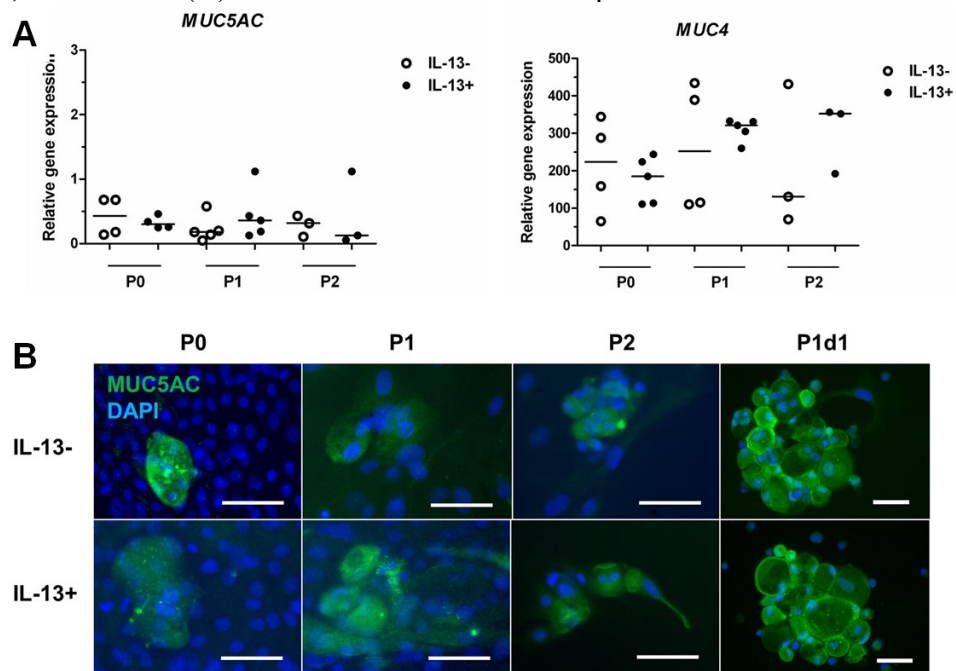 A
MUC5AC
Relative gene expression
3
2
1
0
IL-13-
IL-13+
P0
P1
P2
MUC4
Relative gene expression
500
400
300
200
100
0
IL-13-
IL-13+
P0
P1
P2
B
P0
P1
P2
P1d1
MUC5AC
DAPI
IL-13-
IL-13+